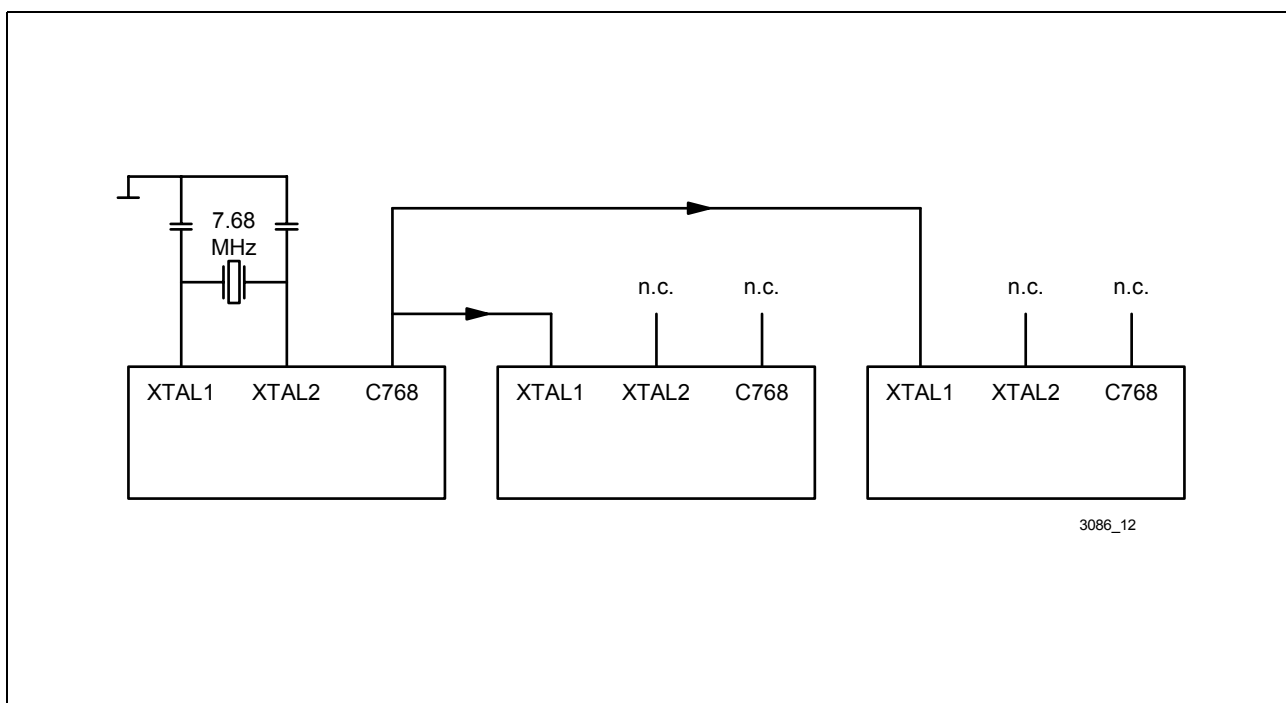 7.68
MHz
n.c. n.c. n.c. n.c.
XTAL1 XTAL2 C768 XTAL1 XTAL2 C768 XTAL1 XTAL2 C768
3086_12